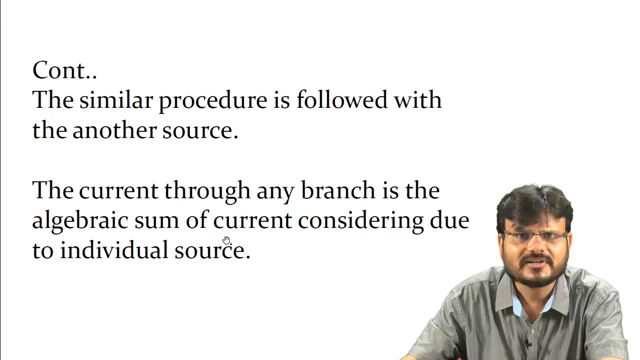 Cont..
The similar procedure is followed with
the another source.
The current through any branch is the
algebraic sum of current considering due
to individual source.